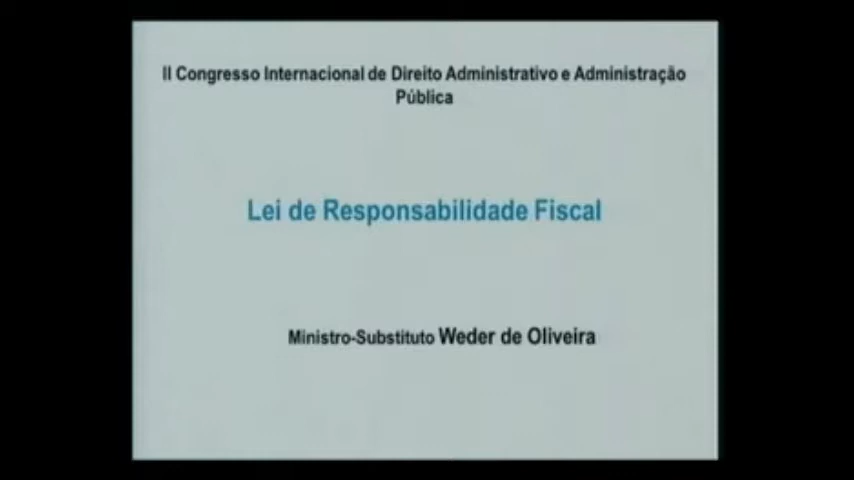 II Congresso Internacional de Direito Administrativo e Administração
Pública
Lei de Responsabilidade Fiscal
Ministro-Substituto Weder de Oliveira